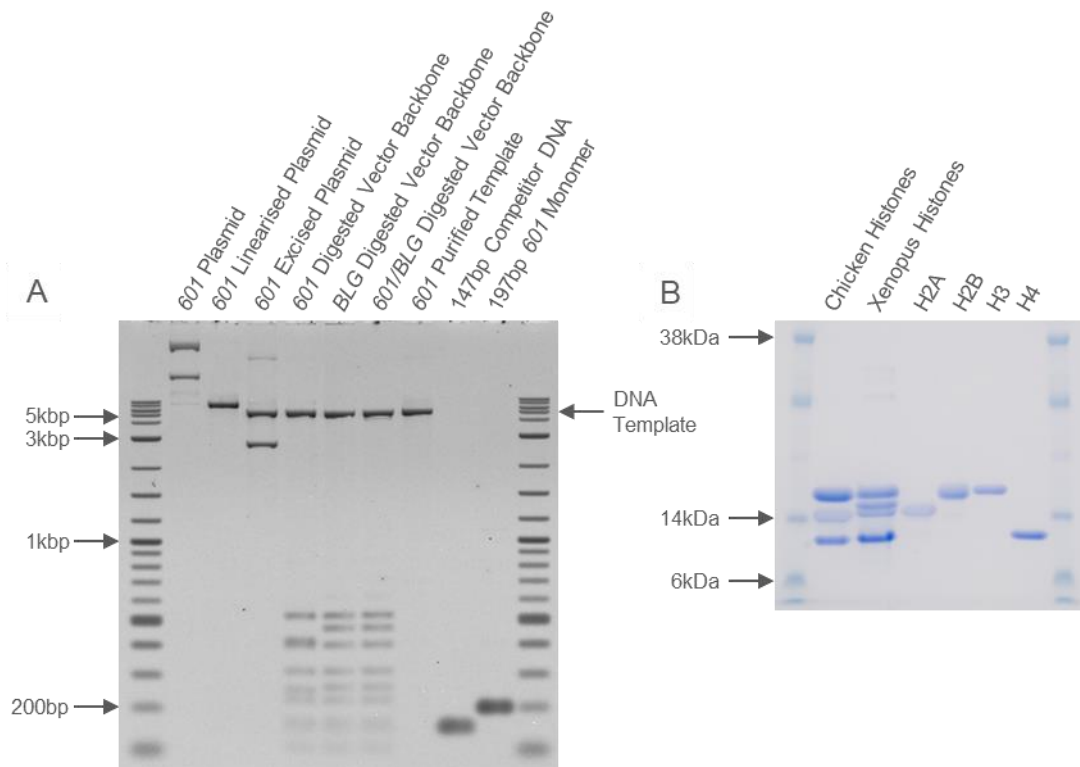 A
601 Plasmid
601 Linearised Plasmid
601 Excised Plasmid
601 Digested Vector Backbone
BLG Digested Vector Backbone
601/BLG Digested Vector Backbone
601 Purified Template
147bp Competitor DNA
197bp 601 Monomer
5kbp
3kbp
1kbp
200bp
DNA
Template
B
Chicken Histones
Xenopus Histones
H2A
H2B
H3
H4
38kDa
14kDa
6kDa